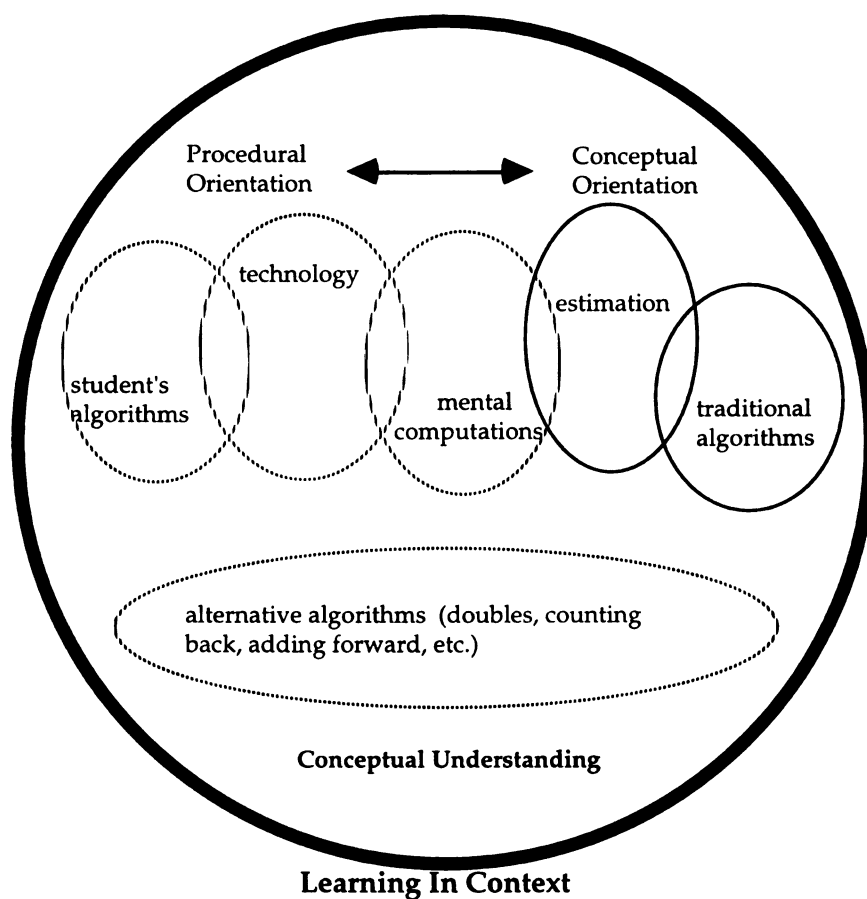 Procedural
Orientation
Conceptual
Orientation
technology
estimation
student's
algorithms
mental
computations
traditional
algorithms
alternative algorithms (doubles, counting
back, adding forward, etc.)
Conceptual Understanding
Learning In Context